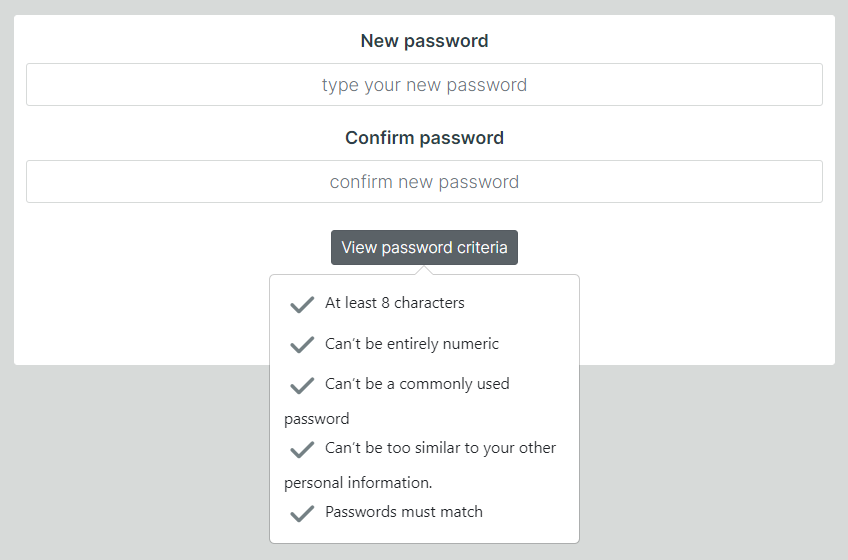 New password
type your new password
Confirm password
confirm new password
View password criteria
At least 8 characters
Can't be entirely numeric
Can't be a commonly used
password
Can't be too similar to your other
personal information.
Passwords must match